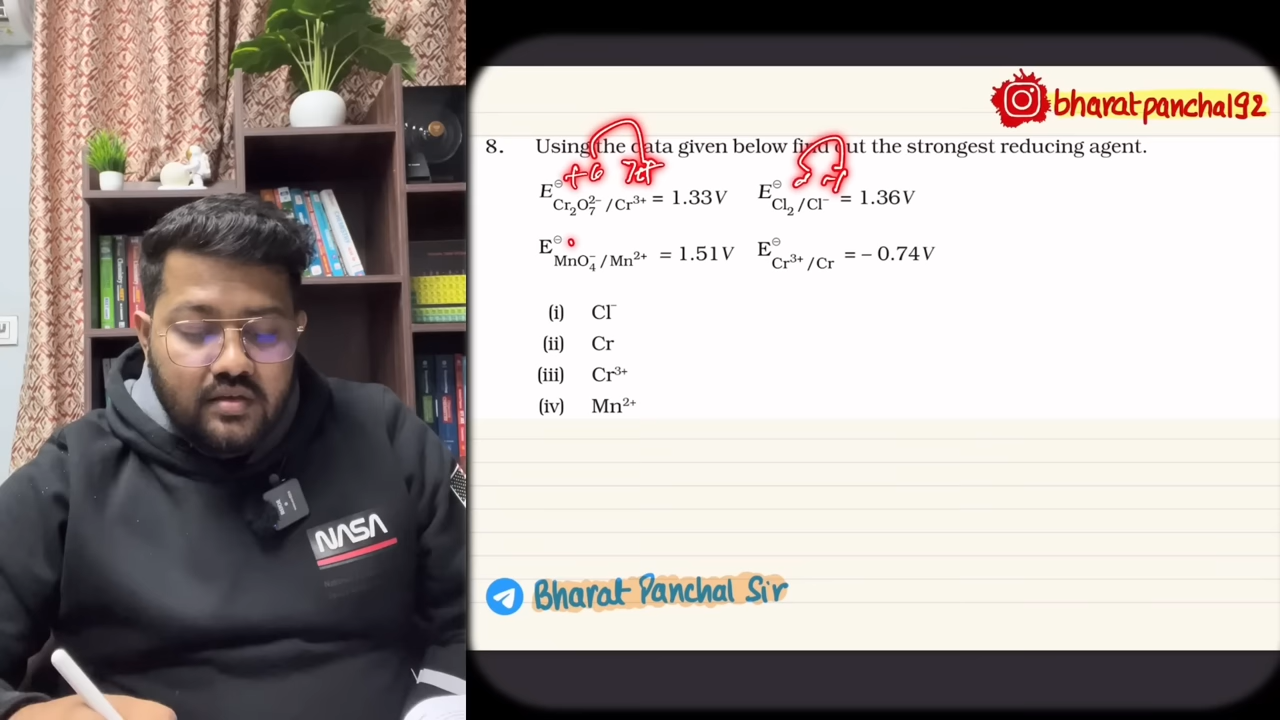 bharatpanchal92
8. Using the data given below find out the strongest reducing agent.
+6
E⊖ Cr₂O₇²⁻ / Cr³⁺ = 1.33V E⊖ Cl₂ / Cl⁻ = 1.36V
E⊖ MnO₄⁻ / Mn²⁺ = 1.51V E⊖ Cr³⁺ / Cr = – 0.74V
(i) Cl⁻
(ii) Cr
(iii) Cr³⁺
(iv) Mn²⁺
NASA
Bharat Panchal Sir